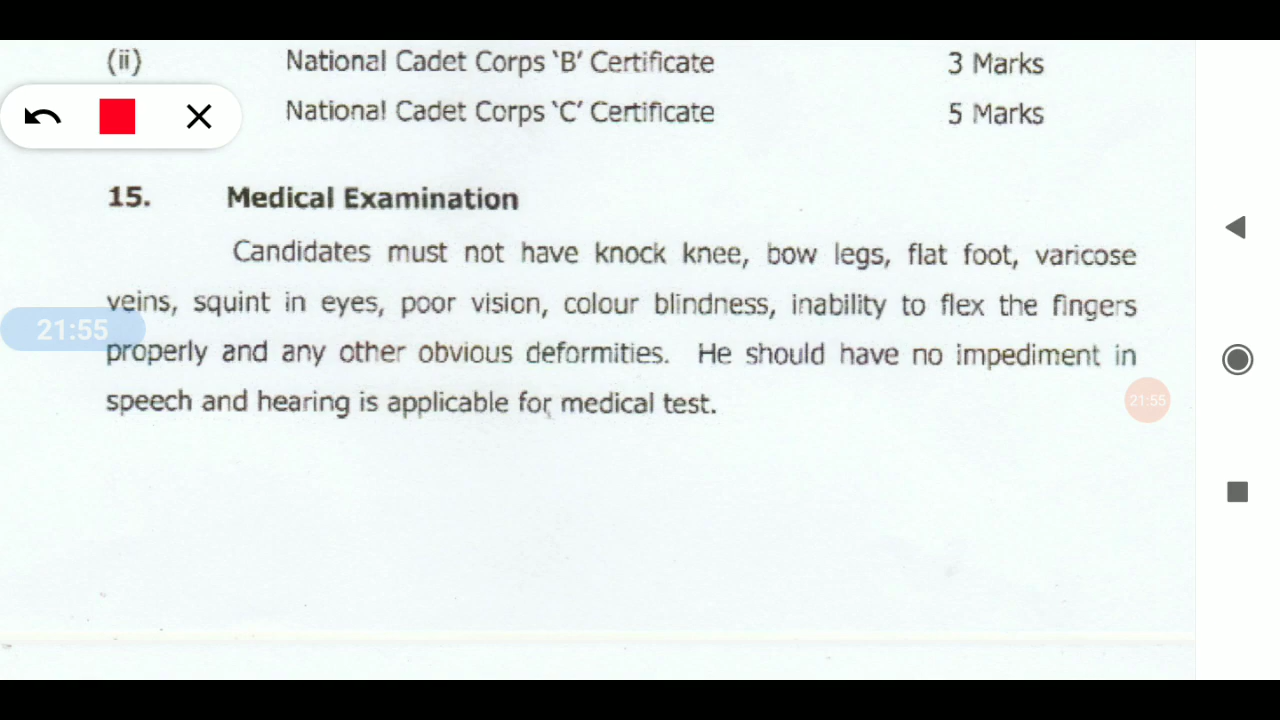 (ii) National Cadet Corps ‘B’ Certificate 3 Marks
National Cadet Corps ‘C’ Certificate 5 Marks
15. Medical Examination
Candidates must not have knock knee, bow legs, flat foot, varicose
veins, squint in eyes, poor vision, colour blindness, inability to flex the fingers
21:55
properly and any other obvious deformities. He should have no impediment in
speech and hearing is applicable for medical test.
21:55